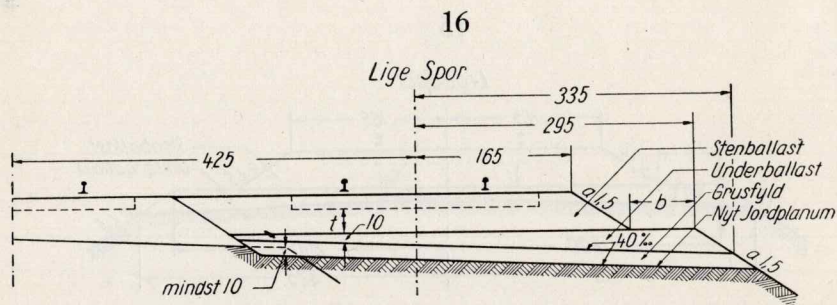 16
Lige Spor
335
295
425
165
Stenballast
Underballast
Grusfyld
Nyt Jordplanum
a 1,5
b
t
10
40‰
a 1,5
mindst 10